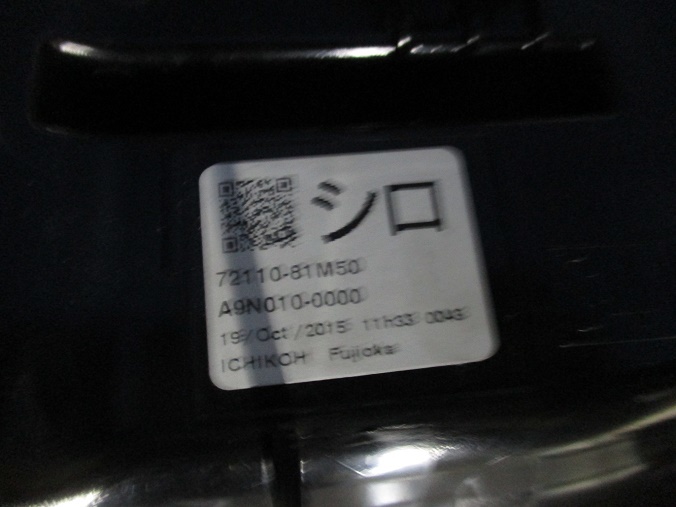 シロ
72110-81M50
A9N010-0000
19/Oct/2015 11h33 0043
ICHIKOH Fujioka